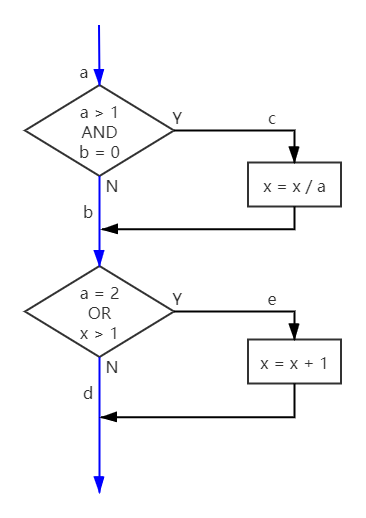 a
a > 1
AND
b = 0
Y
c
x = x / a
N
b
a = 2
OR
x > 1
Y
e
x = x + 1
N
d